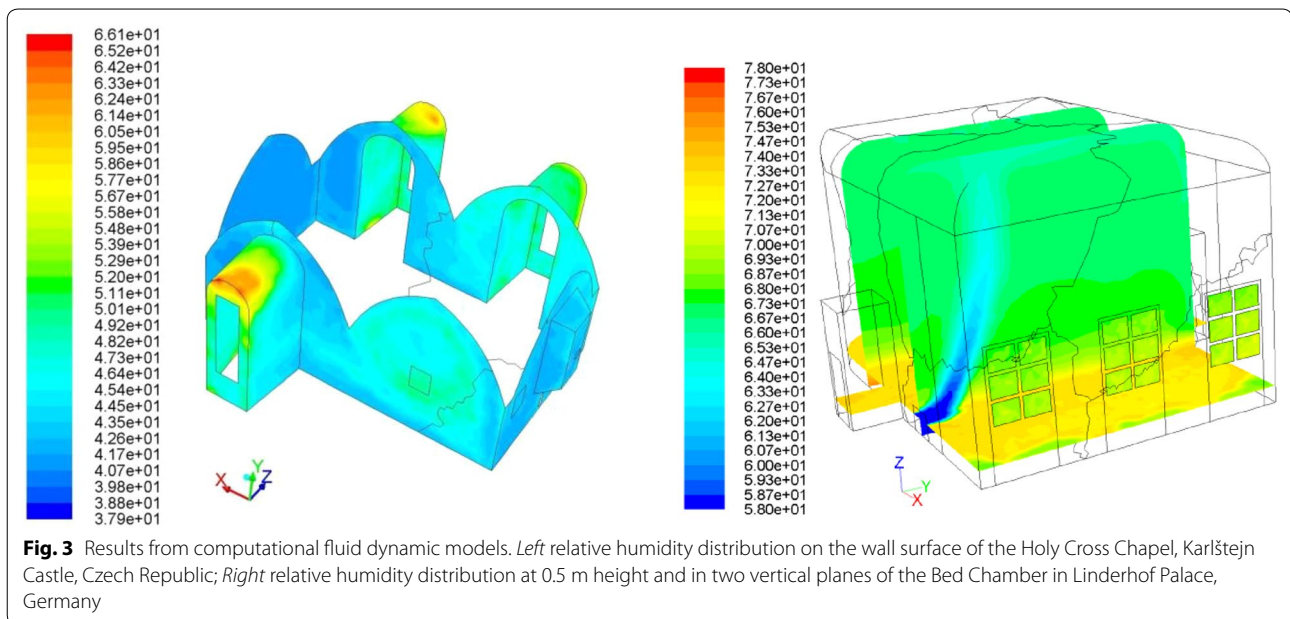 6.61e+01
6.52e+01
6.42e+01
6.33e+01
6.24e+01
6.14e+01
6.05e+01
5.95e+01
5.86e+01
5.77e+01
5.67e+01
5.58e+01
5.48e+01
5.39e+01
5.29e+01
5.20e+01
5.11e+01
5.01e+01
4.92e+01
4.82e+01
4.73e+01
4.64e+01
4.54e+01
4.45e+01
4.35e+01
4.26e+01
4.17e+01
4.07e+01
3.98e+01
3.88e+01
3.79e+01
X
Y
Z
7.80e+01
7.73e+01
7.67e+01
7.60e+01
7.53e+01
7.47e+01
7.40e+01
7.33e+01
7.27e+01
7.20e+01
7.13e+01
7.07e+01
7.00e+01
6.93e+01
6.87e+01
6.80e+01
6.73e+01
6.67e+01
6.60e+01
6.53e+01
6.47e+01
6.40e+01
6.33e+01
6.27e+01
6.20e+01
6.13e+01
6.07e+01
6.00e+01
5.93e+01
5.87e+01
5.80e+01
Z
Y
X
Fig. 3 Results from computational fluid dynamic models. Left relative humidity distribution on the wall surface of the Holy Cross Chapel, Karlštejn
Castle, Czech Republic; Right relative humidity distribution at 0.5 m height and in two vertical planes of the Bed Chamber in Linderhof Palace,
Germany